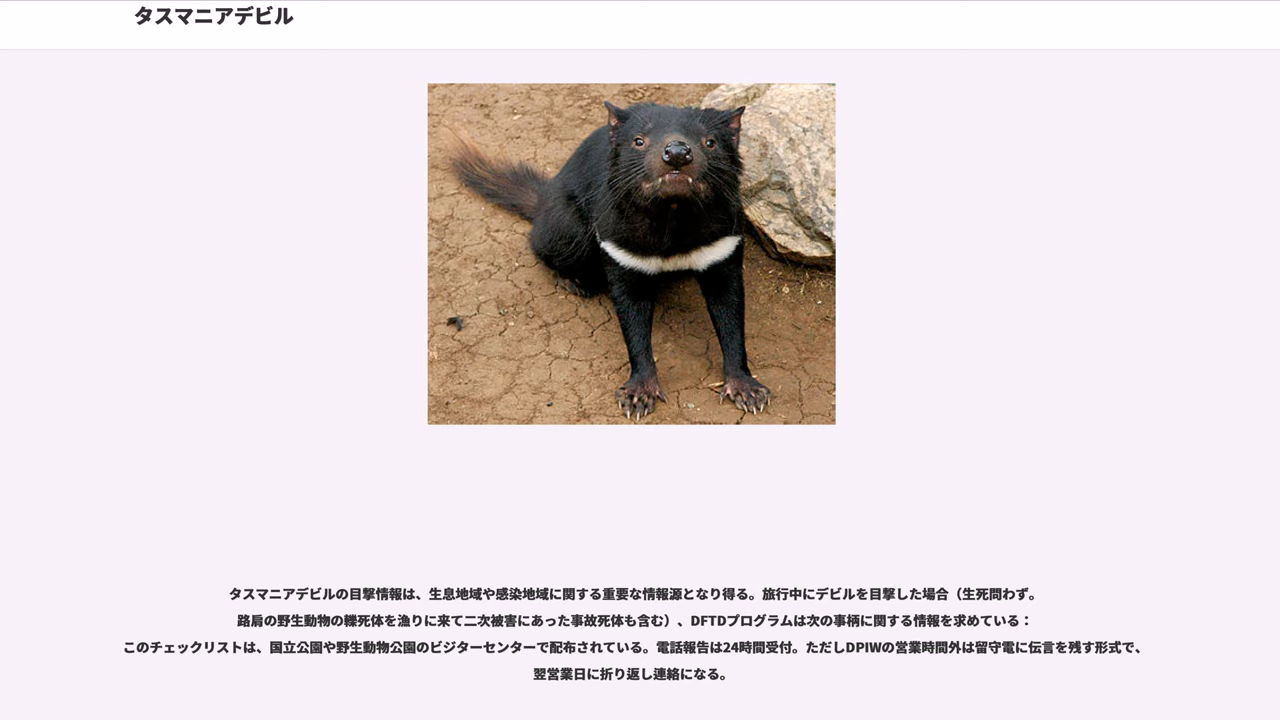 タスマニアデビル
タスマニアデビルの目撃情報は、生息地域や感染地域に関する重要な情報源となり得る。旅行中にデビルを目撃した場合（生死問わず。
路肩の野生動物の轢死体を漁りに来て二次被害にあった事故死体も含む）、DFTDプログラムは次の事柄に関する情報を求めている：
このチェックリストは、国立公園や野生動物公園のビジターセンターで配布されている。電話報告は24時間受付。ただしDPIWの営業時間外は留守電に伝言を残す形式で、
翌営業日に折り返し連絡になる。